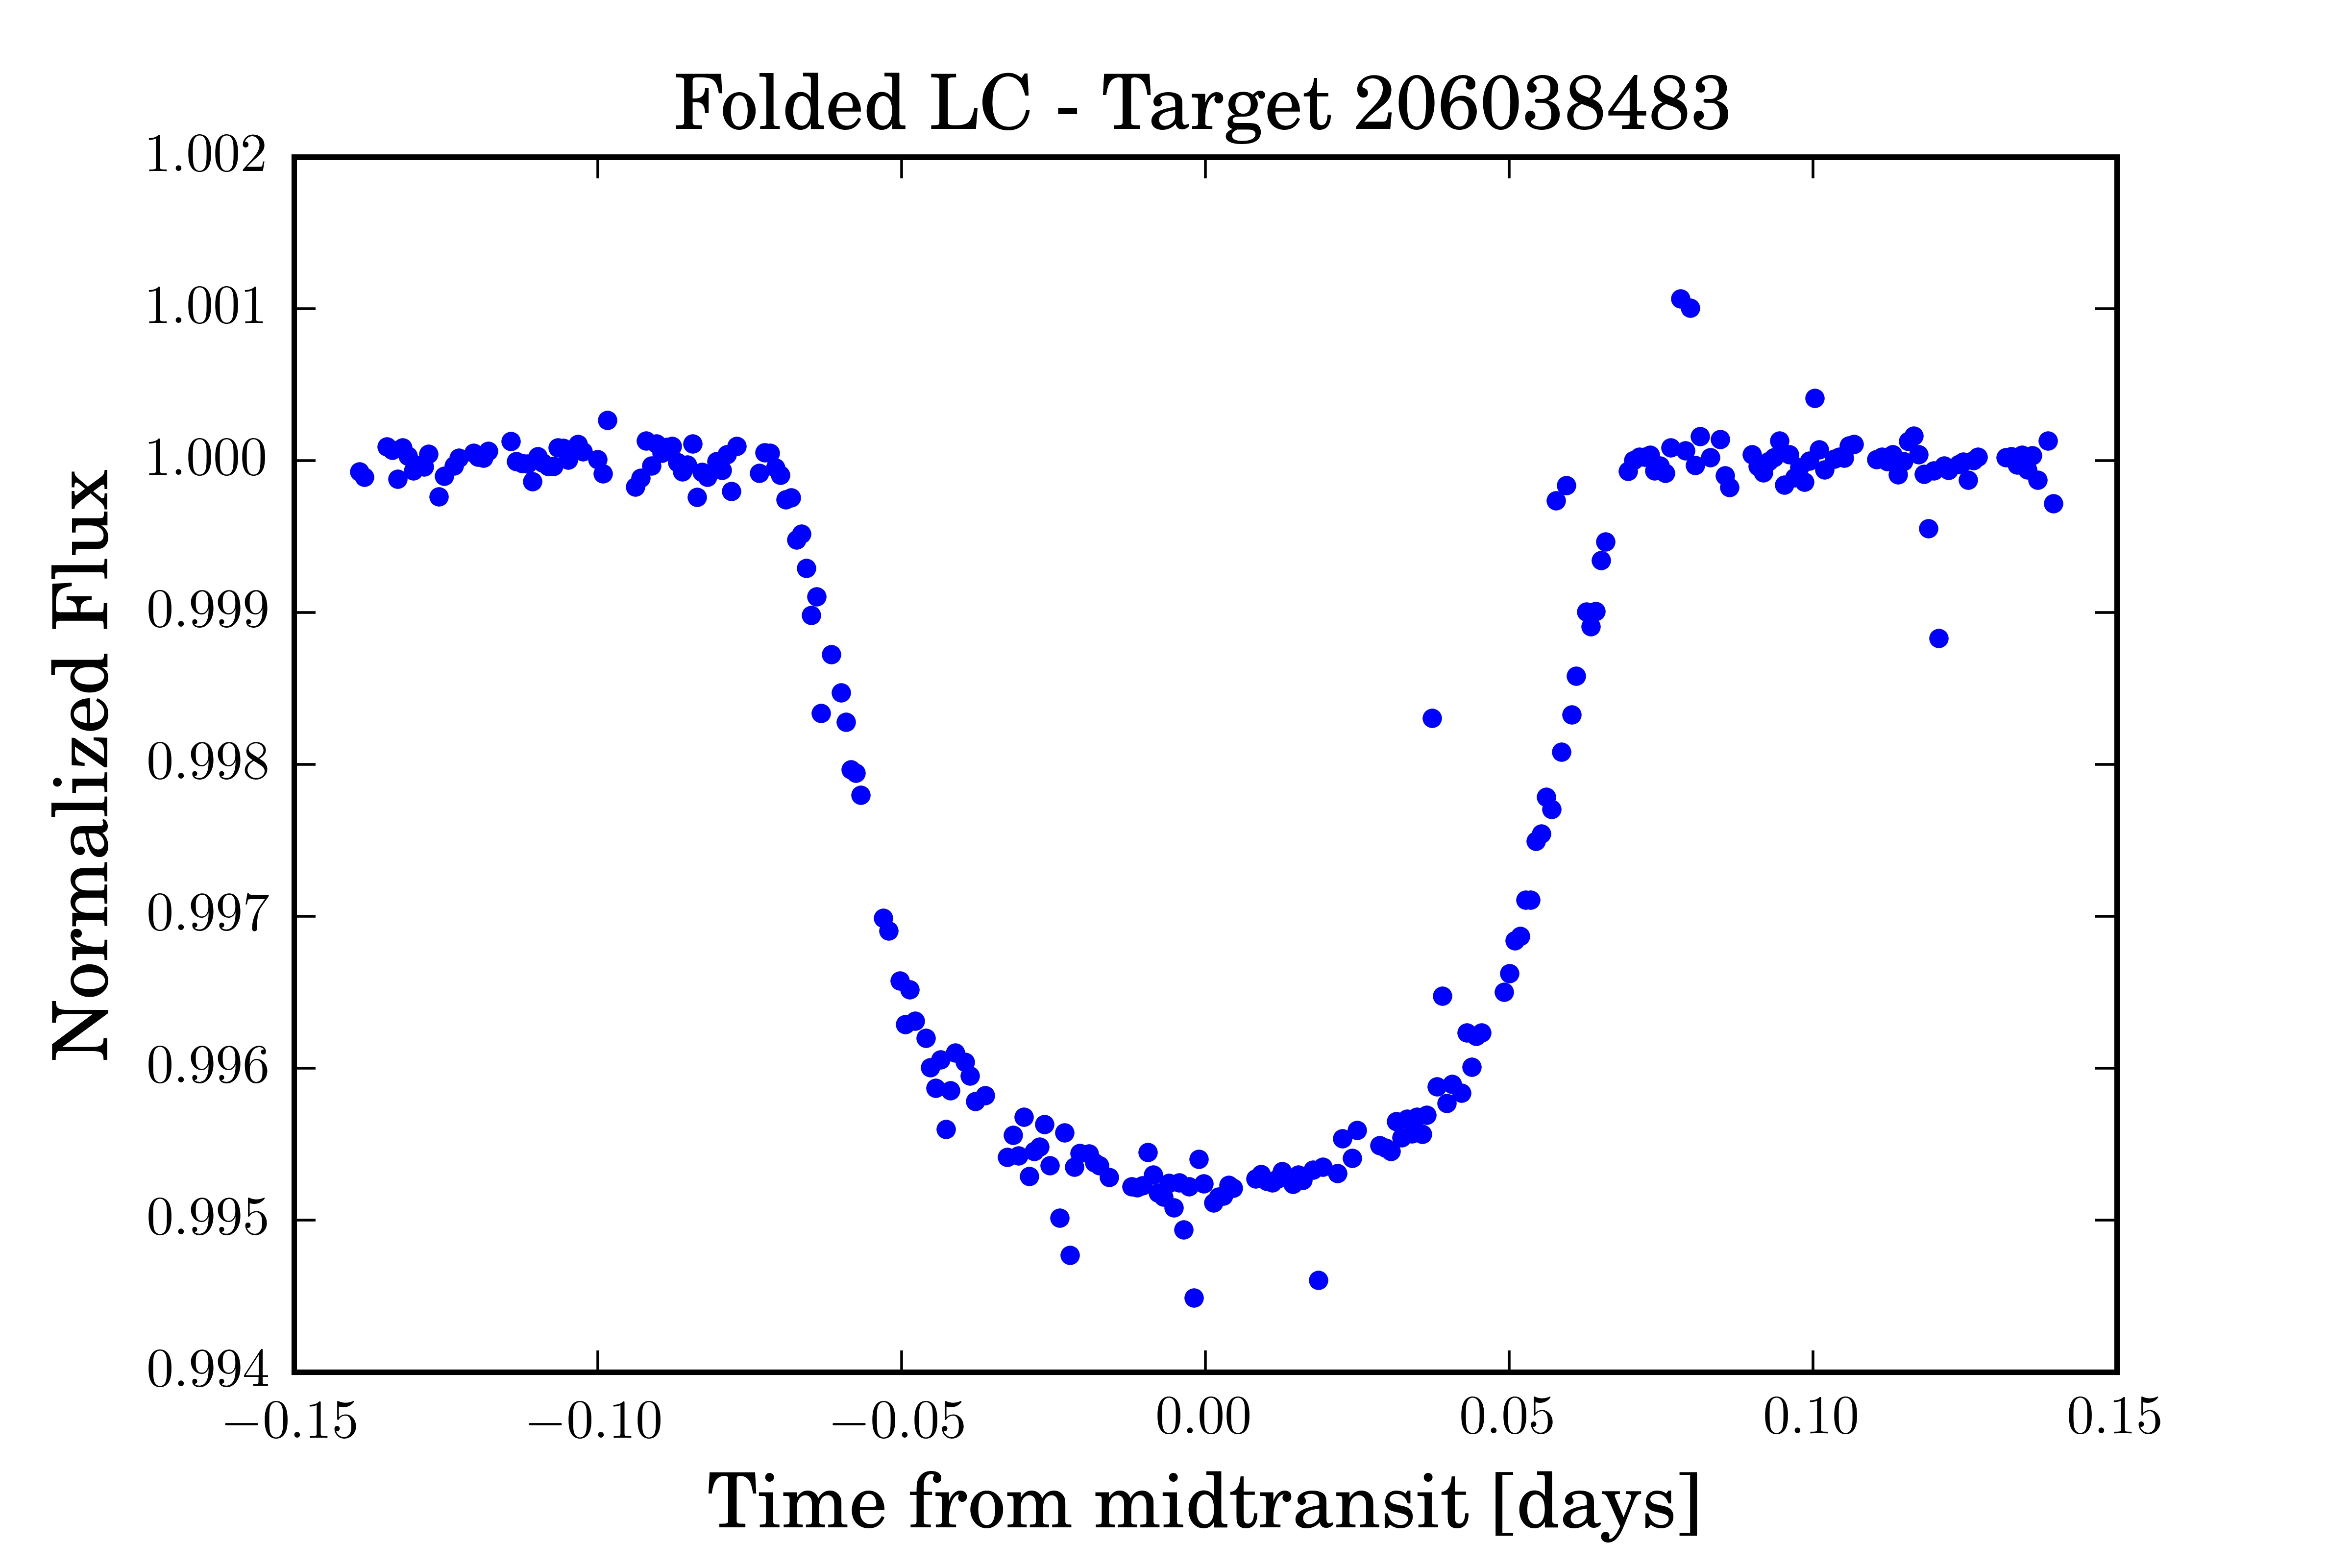 Folded LC - Target 206038483
Normalized Flux
1.002
1.001
1.000
0.999
0.998
0.997
0.996
0.995
0.994
−0.15 −0.10 −0.05 0.00 0.05 0.10 0.15
Time from midtransit [days]